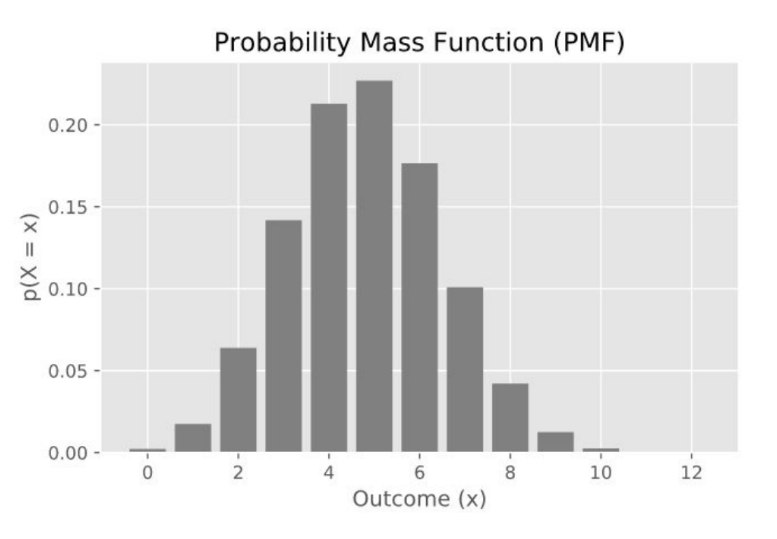 Probability Mass Function (PMF)
0.20
0.15
0.10
0.05
0.00
p(X = x)
0 2 4 6 8 10 12
Outcome (x)